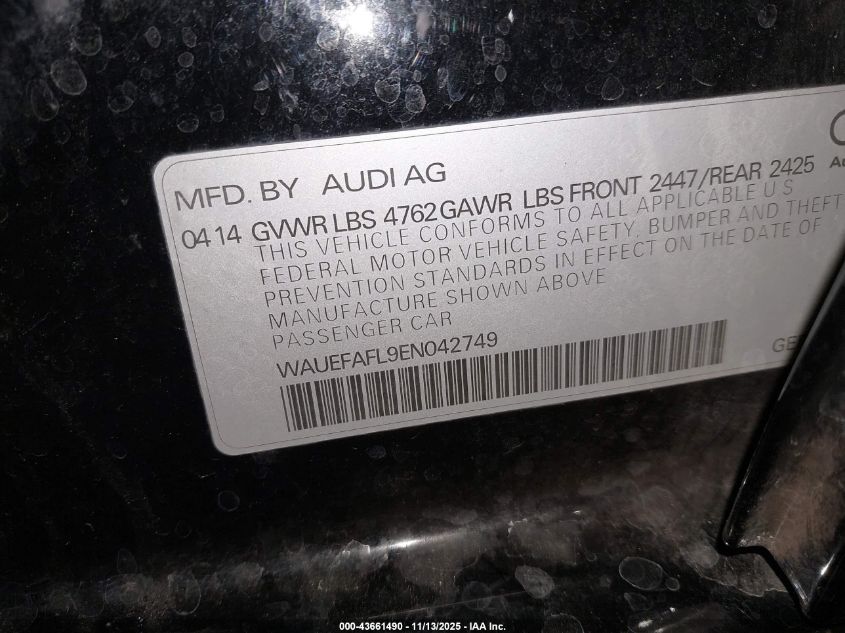 MFD. BY AUDI AG
04 14 GVWR LBS 4762 GAWR LBS FRONT 2447/REAR 2425
THIS VEHICLE CONFORMS TO ALL APPLICABLE U S
FEDERAL MOTOR VEHICLE SAFETY, BUMPER AND THEFT
PREVENTION STANDARDS IN EFFECT ON THE DATE OF
MANUFACTURE SHOWN ABOVE
PASSENGER CAR
WAUEFAFL9EN042749
000-43661490 - 11/13/2025 - IAA Inc.